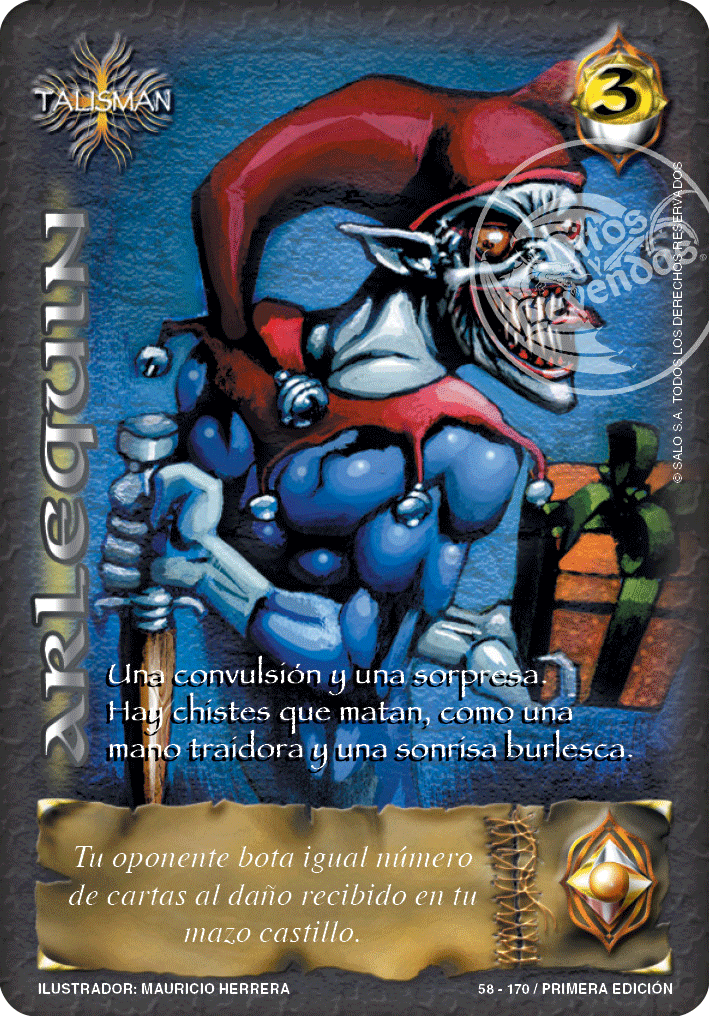 TALISMAN
3
ARLEQUIN
Mitos
y
Leyendas
®
© SALO S.A. TODOS LOS DERECHOS RESERVADOS
Una convulsión y una sorpresa.
Hay chistes que matan, como una
mano traidora y una sonrisa burlesca.
Tu oponente bota igual número
de cartas al daño recibido en tu
mazo castillo.
ILUSTRADOR: MAURICIO HERRERA
58 - 170 / PRIMERA EDICIÓN